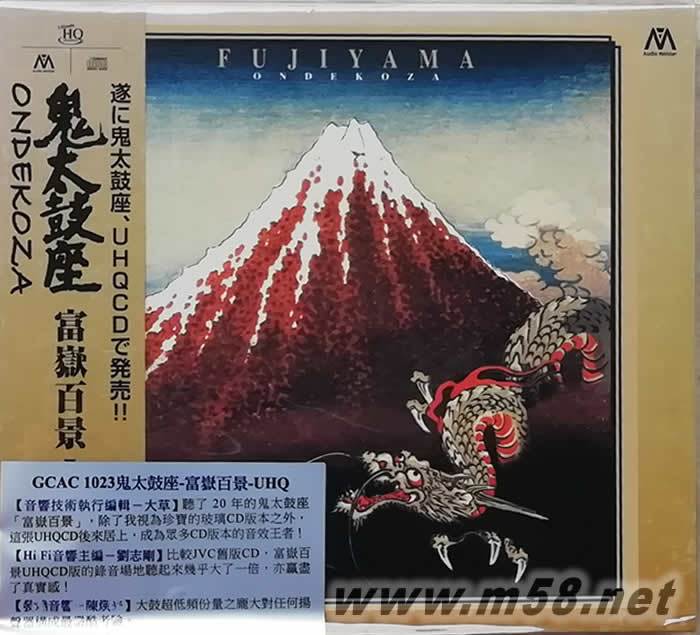 UHQ
Audio Meister
FUJIYAMA
ONDEKOZA
Audio Meister
鬼太鼓座
ONDEKOZA
富嶽百景
遂に鬼太鼓座、UHQCDで発売!!
GCAC 1023鬼太鼓座-富嶽百景-UHQ
【音響技術執行編輯－大草】聽了 20 年的鬼太鼓座
「富嶽百景」，除了我視為珍寶的玻璃CD版本之外，
這張UHQCD後來居上，成為眾多CD版本的音效王者！
【Hi Fi音響主編－劉志剛】比較JVC舊版CD，富嶽百
景UHQCD版的錄音場地聽起來幾乎大了一倍，亦贏盡
了真實感！
音響 陳 大鼓超低頻份量之龐大對任何揚
www.m58.net